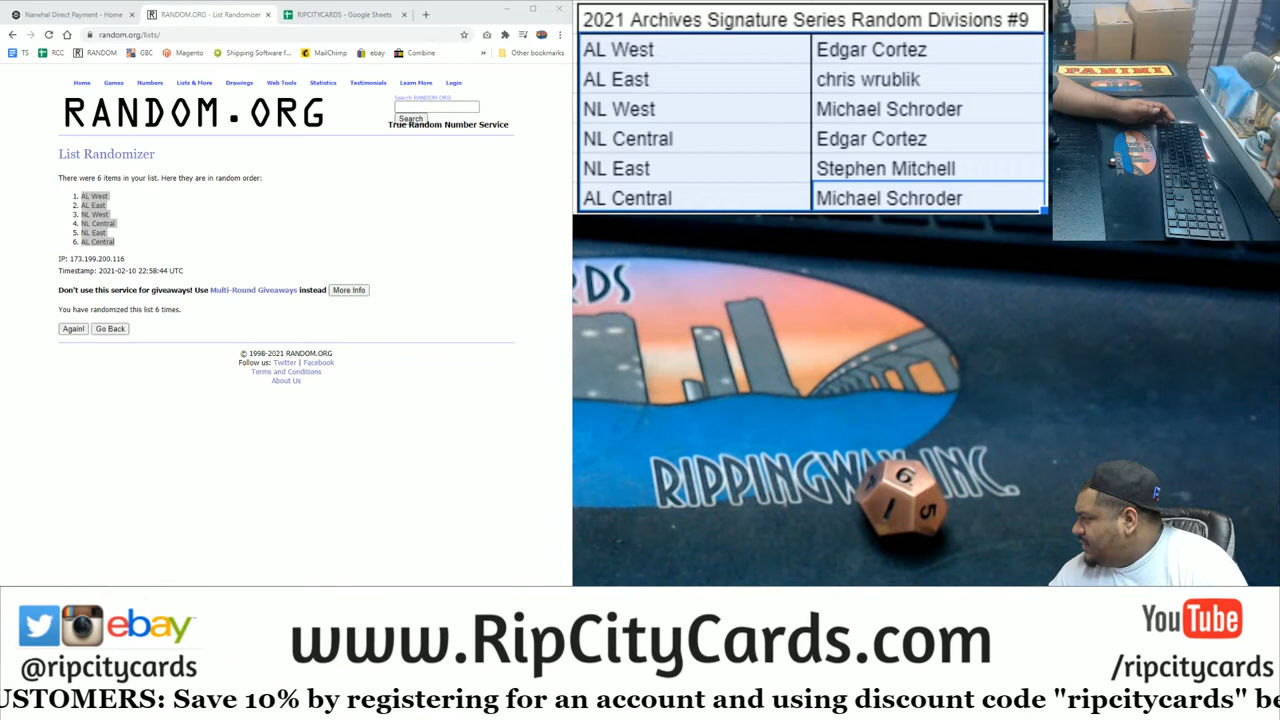 Narwhal Direct Payment - Home
RANDOM.ORG - List Randomizer
RIPCITYCARDS - Google Sheets
random.org/lists/
TS
RCC
RANDOM
GBC
Magento
Shipping Software f...
MailChimp
ebay
Combine
Other bookmarks
Home
Games
Numbers
Lists & More
Drawings
Web Tools
Statistics
Testimonials
Learn More
Login
RANDOM.ORG
Search RANDOM.ORG
Search
True Random Number Service
List Randomizer
There were 6 items in your list. Here they are in random order:
1. AL West
2. AL East
3. NL West
4. NL Central
5. NL East
6. AL Central
IP: 173.199.200.116
Timestamp: 2021-02-10 22:58:44 UTC
Don't use this service for giveaways! Use Multi-Round Giveaways instead More Info
You have randomized this list 6 times.
Again! Go Back
© 1998-2021 RANDOM.ORG
Follow us: Twitter | Facebook
Terms and Conditions
About Us
2021 Archives Signature Series Random Divisions #9
AL West Edgar Cortez
AL East chris wrublik
NL West Michael Schroder
NL Central Edgar Cortez
NL East Stephen Mitchell
AL Central Michael Schroder
PANINI
RDS
RIPPINGWAX INC.
6
1
5
ebay
@ripcitycards
www.RipCityCards.com
YouTube
/ripcitycards
USTOMERS: Save 10% by registering for an account and using discount code "ripcitycards" be